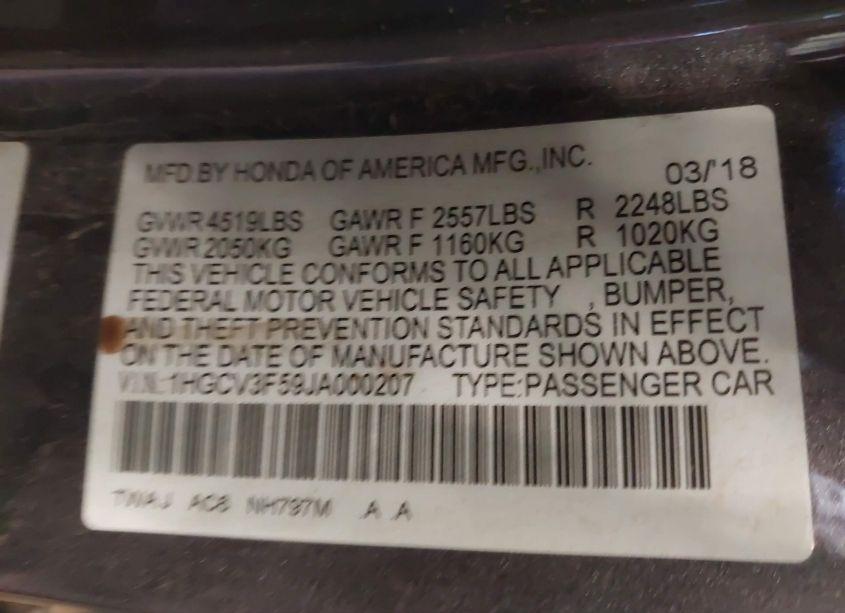 MFD.BY HONDA OF AMERICA MFG.,INC. 03/'18
GVWR 4519LBS GAWR F 2557LBS R 2248LBS
GVWR 2050KG GAWR F 1160KG R 1020KG
THIS VEHICLE CONFORMS TO ALL APPLICABLE
FEDERAL MOTOR VEHICLE SAFETY , BUMPER,
AND THEFT PREVENTION STANDARDS IN EFFECT
ON THE DATE OF MANUFACTURE SHOWN ABOVE.
V.I.N.:1HGCV3F59JA000207 TYPE:PASSENGER CAR
TWAJ AC8 NH797M .A .A